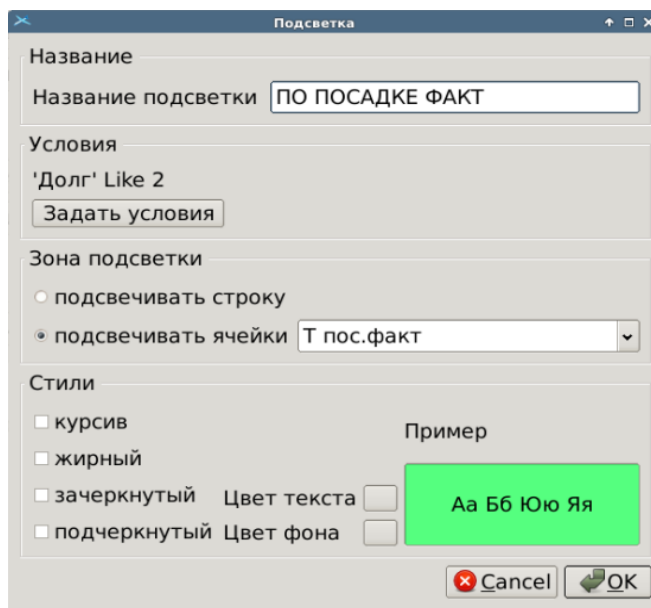 Подсветка
Название
Название подсветки ПО ПОСАДКЕ ФАКТ
Условия
'Долг' Like 2
Задать условия
Зона подсветки
подсвечивать строку
подсвечивать ячейки Т пос.факт
Стили
курсив
Пример
жирный
зачеркнутый Цвет текста
Аа Бб Юю Яя
подчеркнутый Цвет фона
Cancel OK